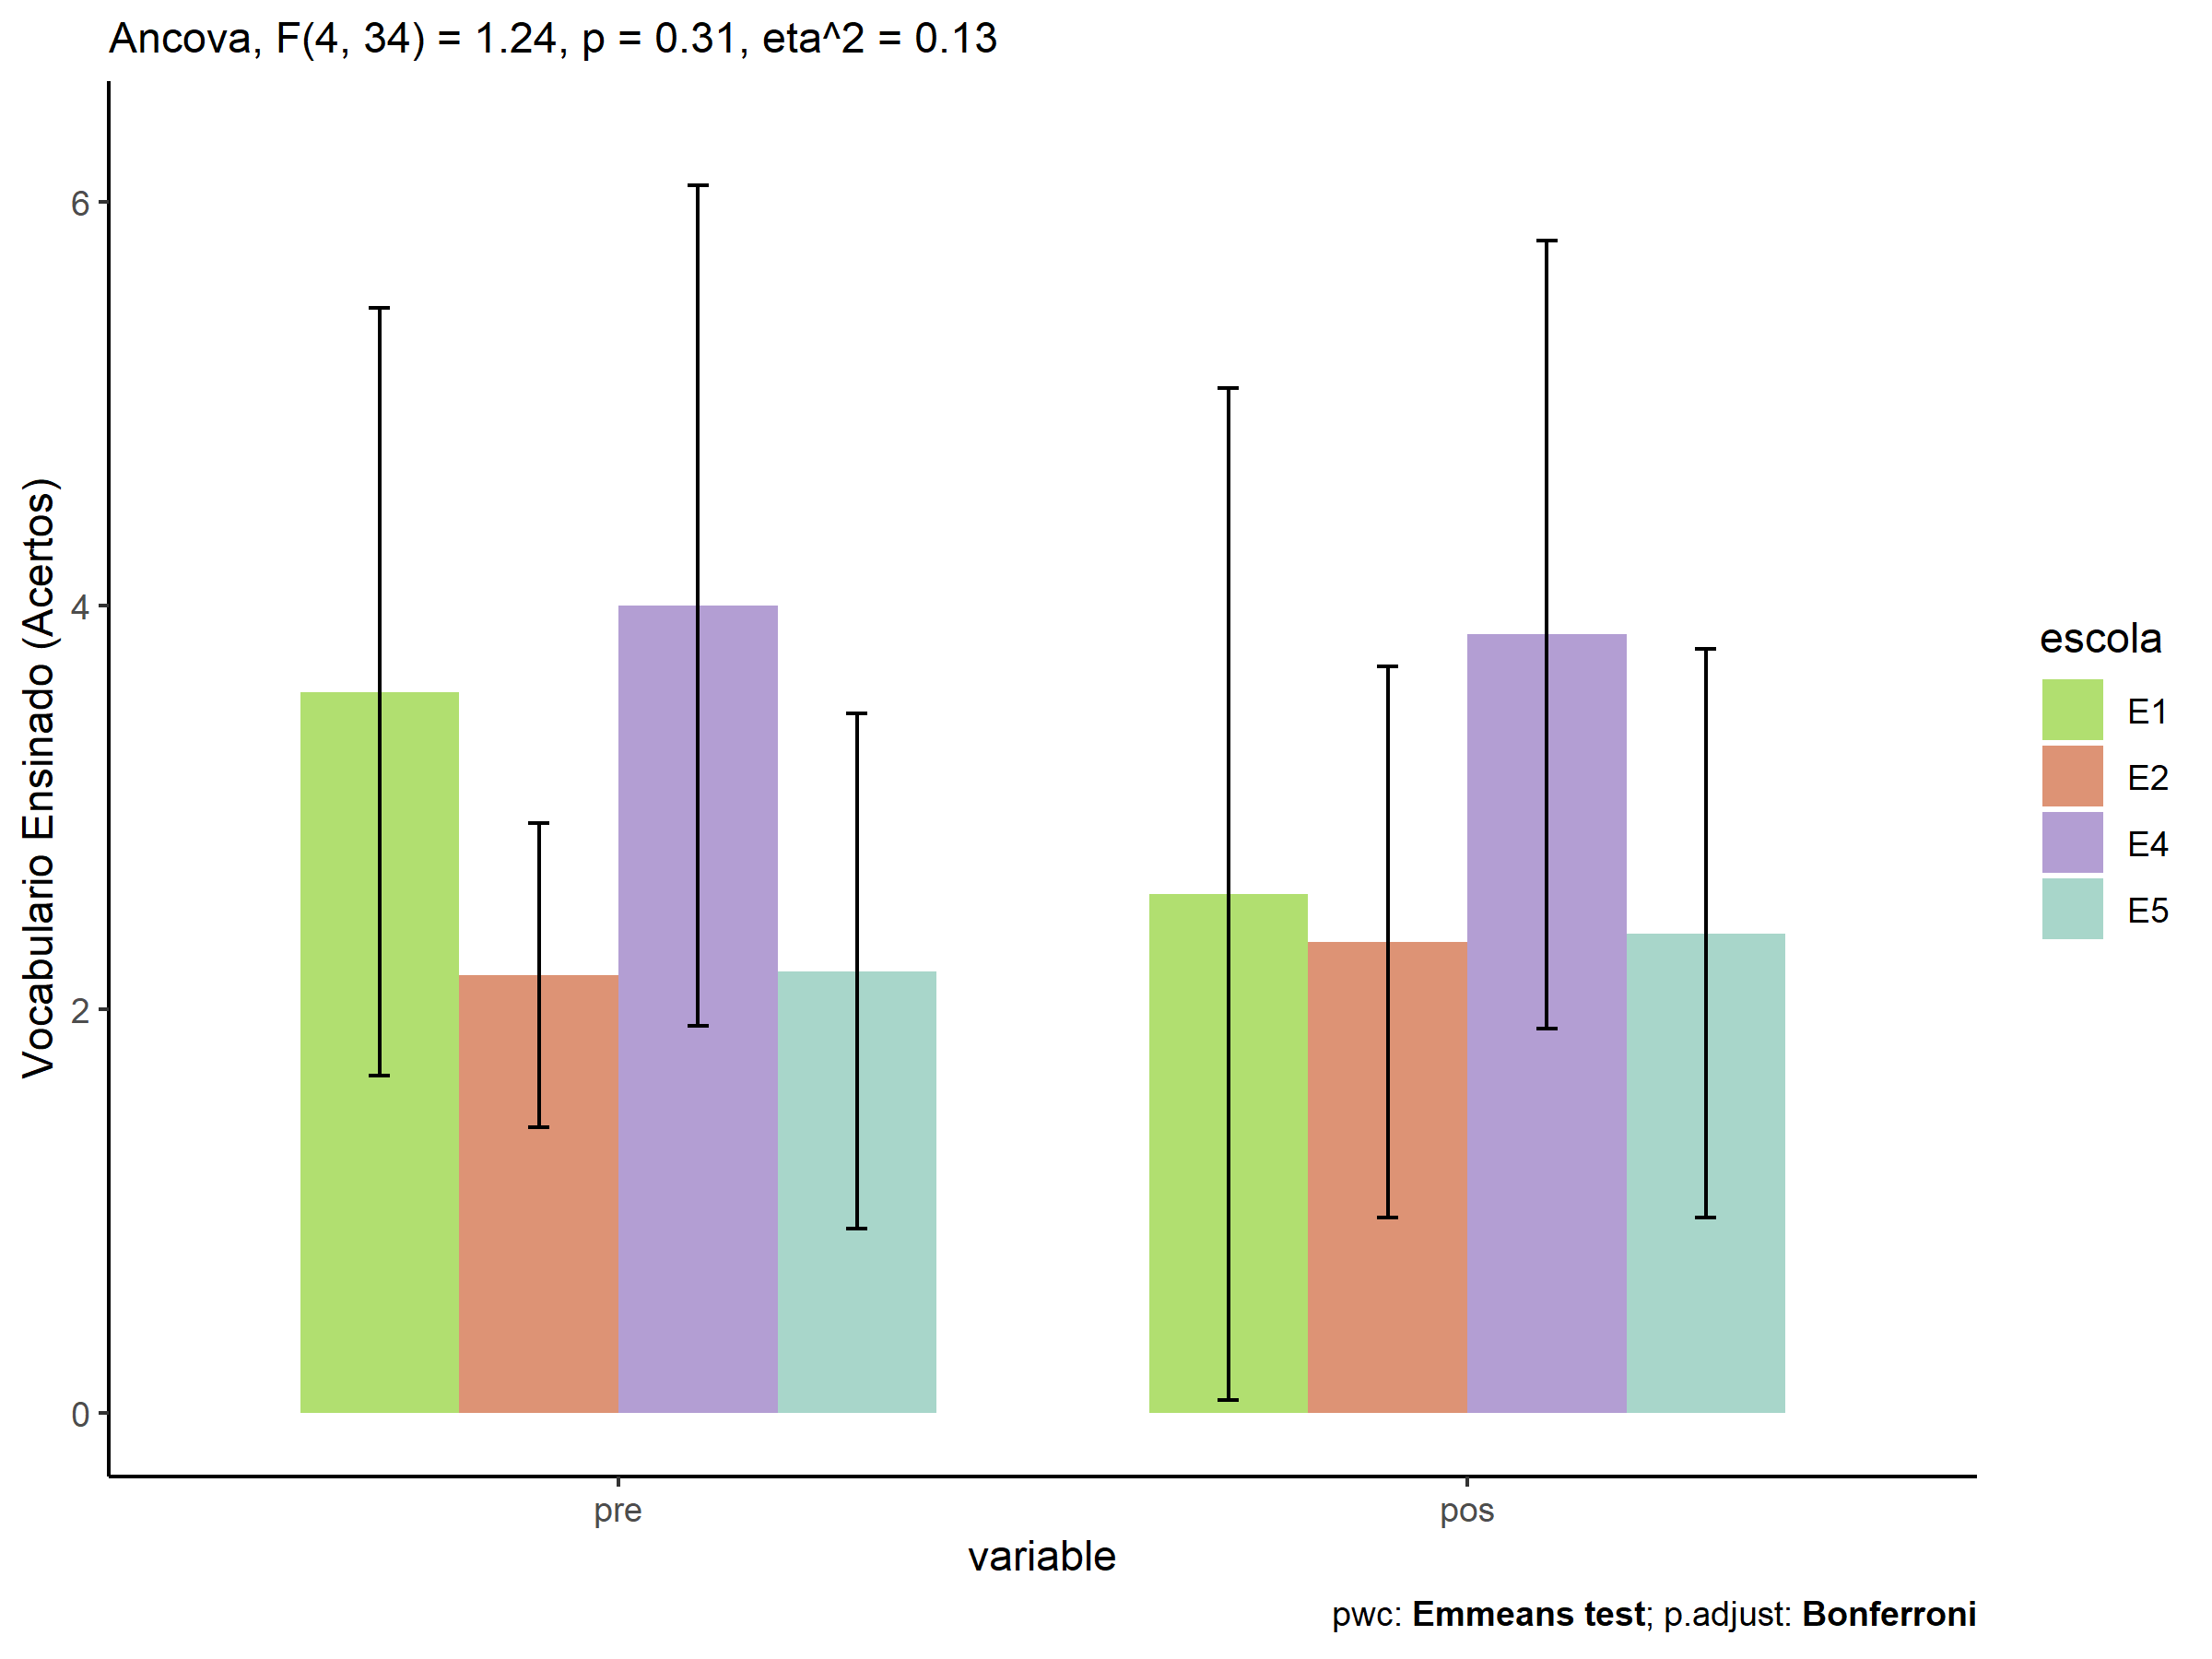 Ancova, F(4, 34) = 1.24, p = 0.31, eta^2 = 0.13
Vocabulario Ensinado (Acertos)
6
4
2
0
pre
pos
variable
escola
E1
E2
E4
E5
pwc: Emmeans test; p.adjust: Bonferroni